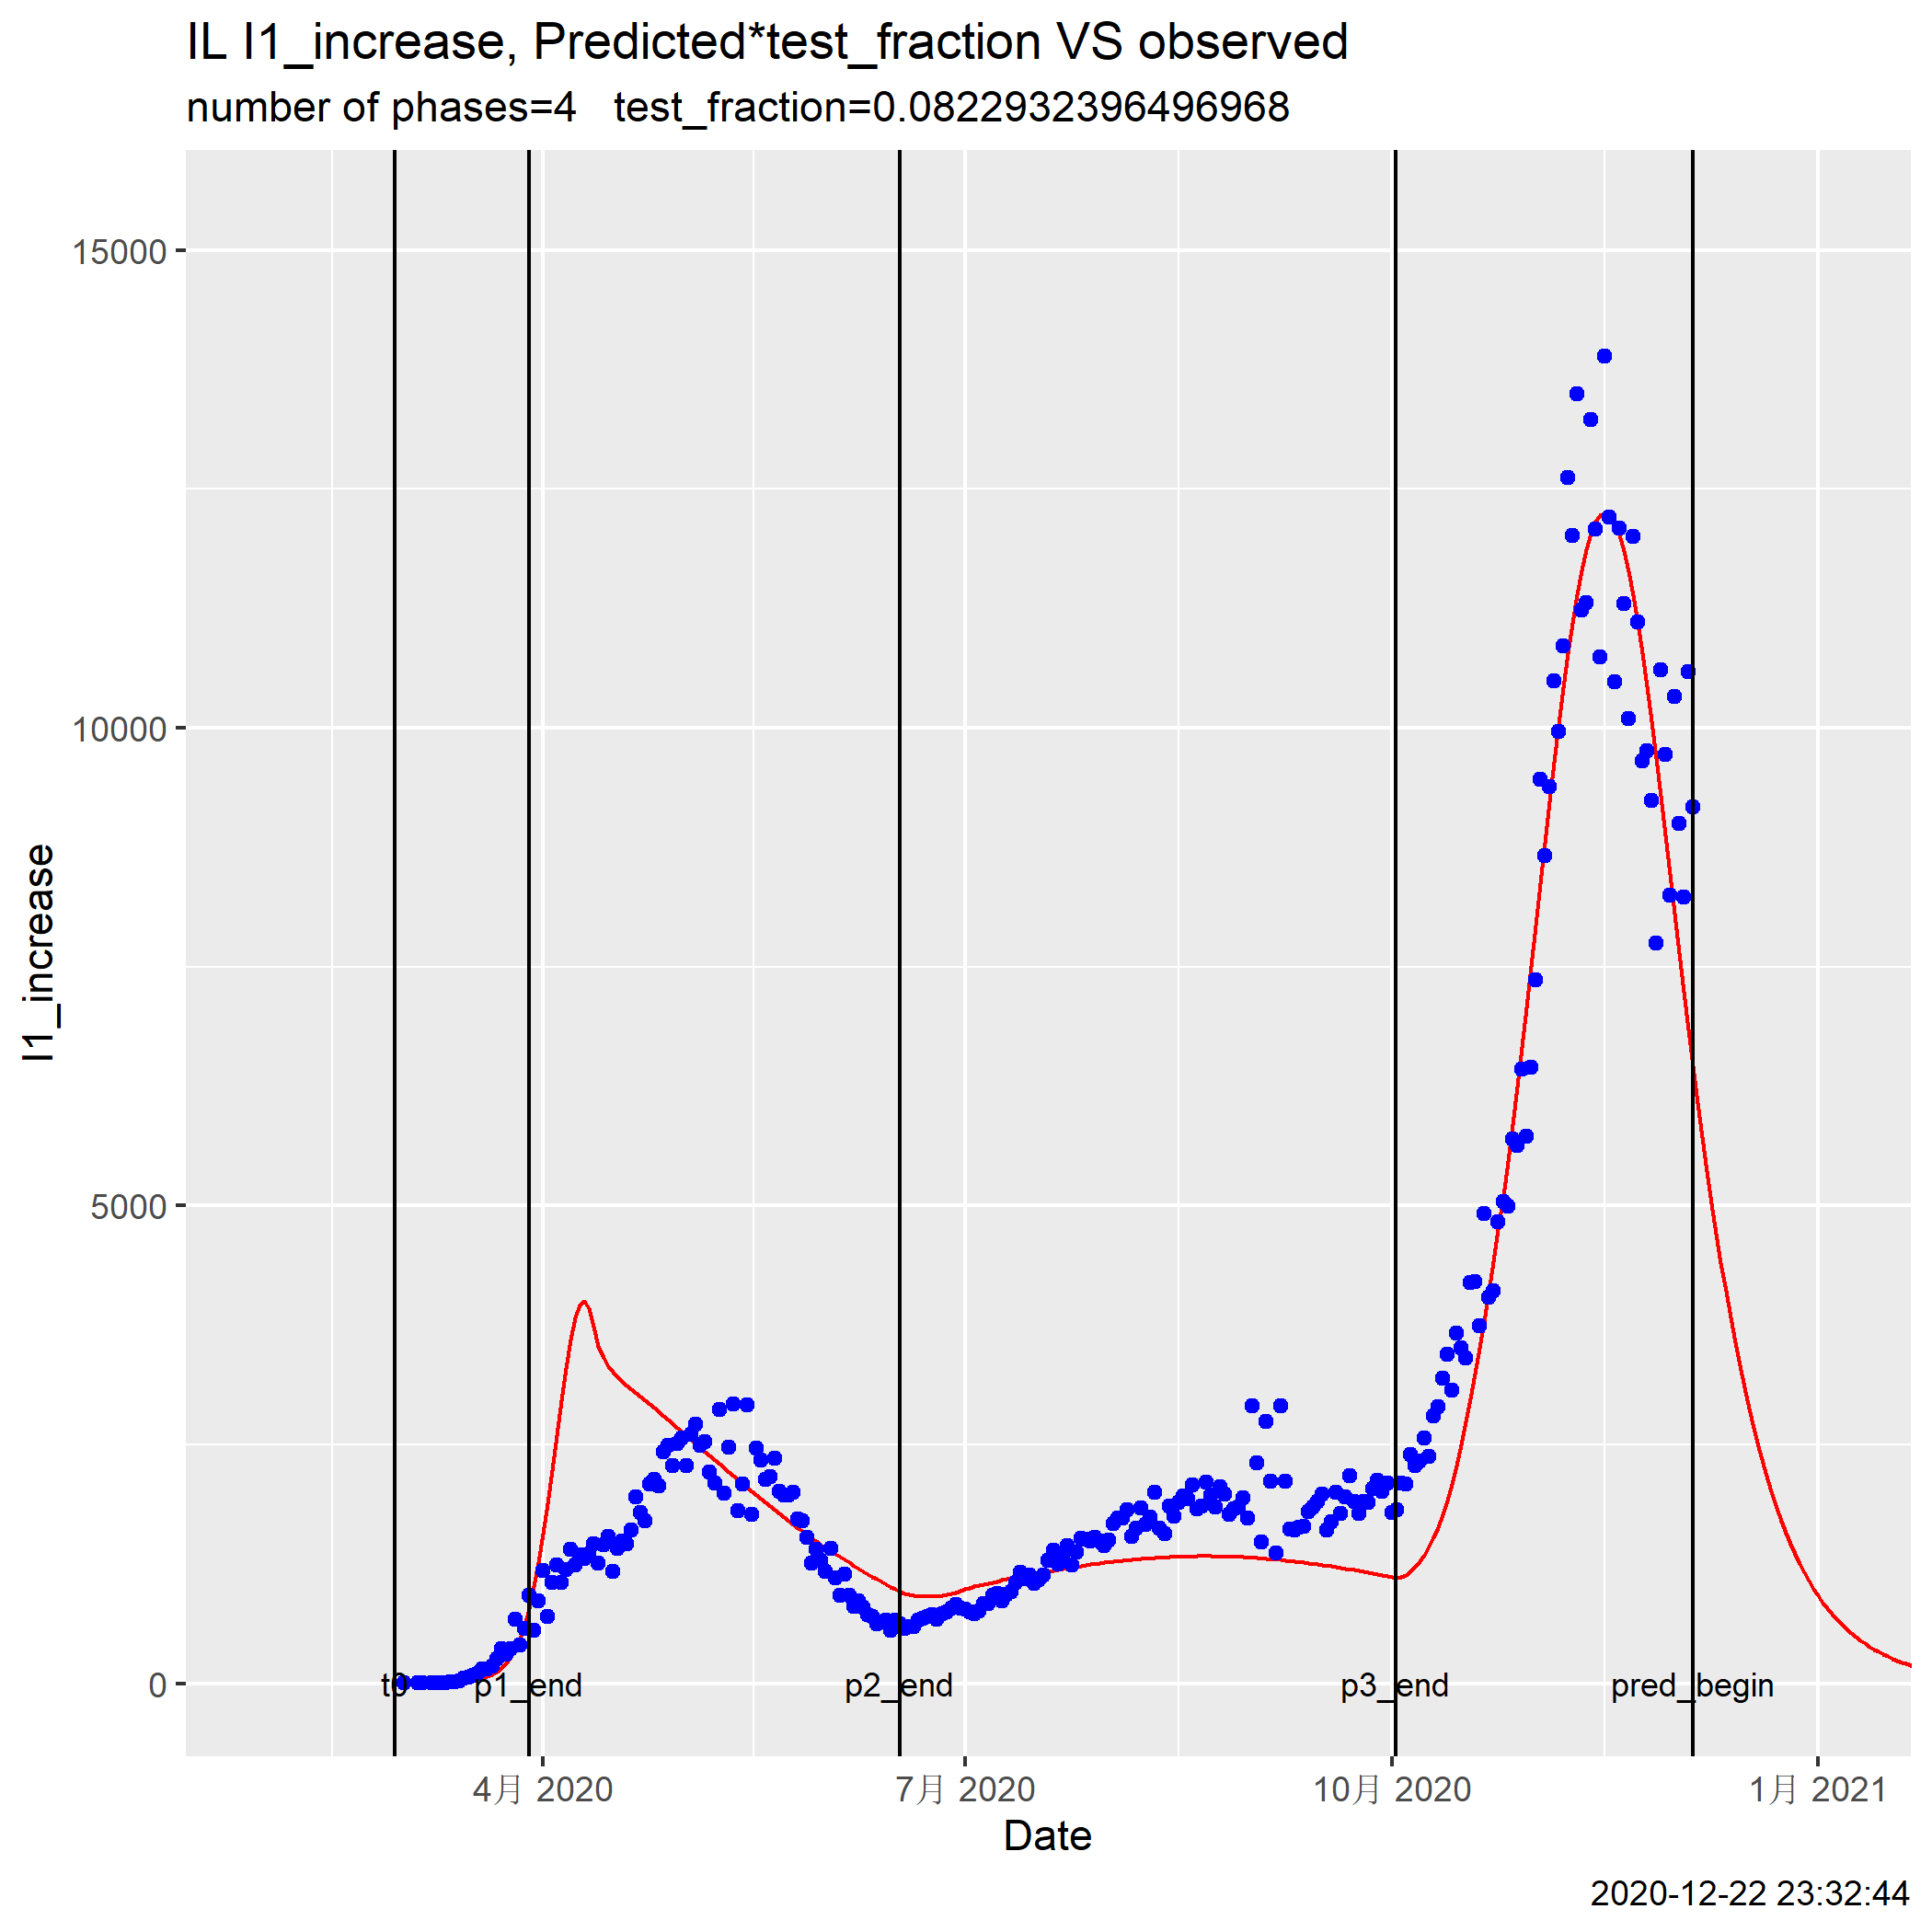 IL I1_increase, Predicted*test_fraction VS observed
number of phases=4   test_fraction=0.0822932396496968
I1_increase
15000
10000
5000
0
t0
p1_end
p2_end
p3_end
pred_begin
4月 2020
7月 2020
10月 2020
1月 2021
Date
2020-12-22 23:32:44